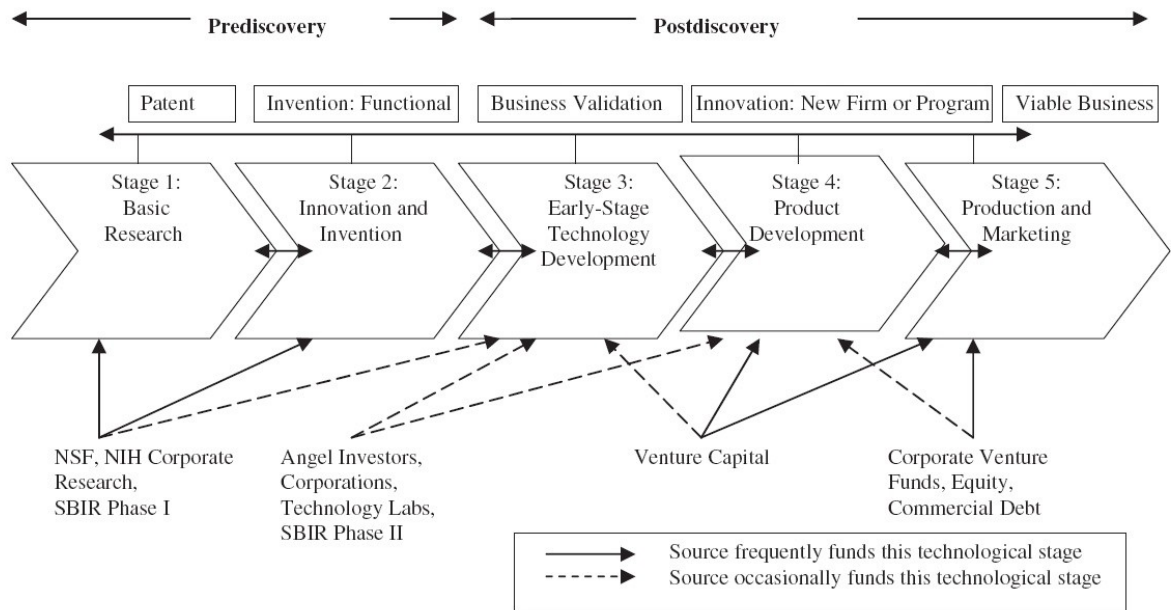 Prediscovery
Postdiscovery
Patent
Invention: Functional
Business Validation
Innovation: New Firm or Program
Viable Business
Stage 1:
Basic
Research
Stage 2:
Innovation and
Invention
Stage 3:
Early-Stage
Technology
Development
Stage 4:
Product
Development
Stage 5:
Production and
Marketing
NSF, NIH Corporate
Research,
SBIR Phase I
Angel Investors,
Corporations,
Technology Labs,
SBIR Phase II
Venture Capital
Corporate Venture
Funds, Equity,
Commercial Debt
Source frequently funds this technological stage
Source occasionally funds this technological stage